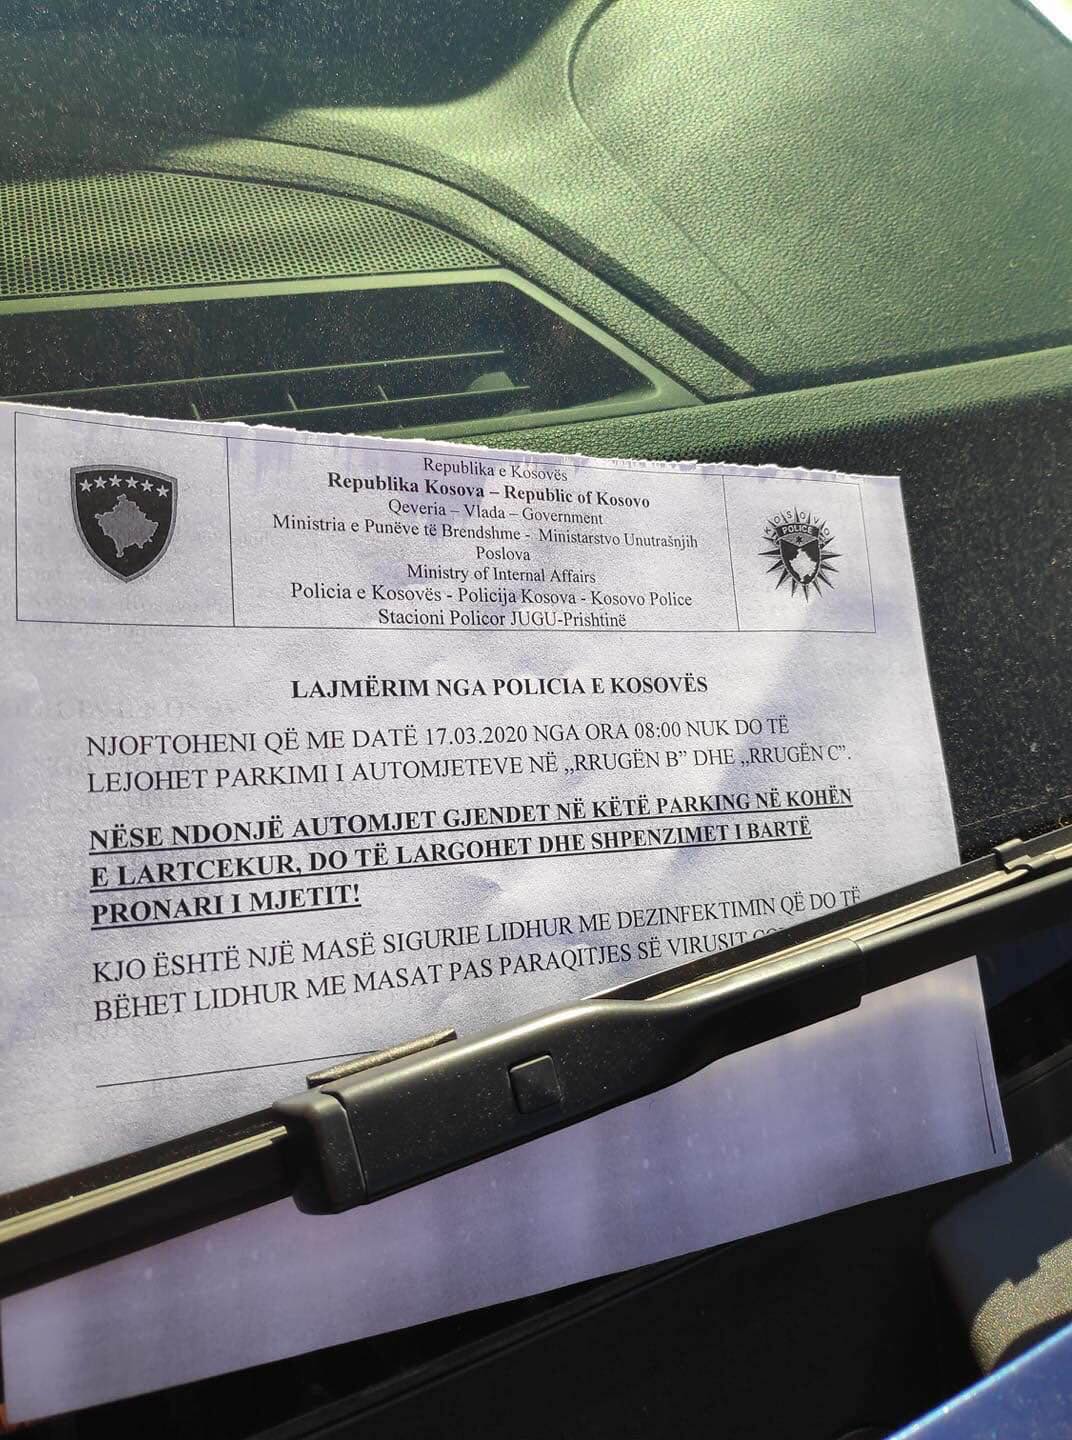 Republika e Kosovës
Republika Kosova – Republic of Kosovo
Qeveria – Vlada – Government
Ministria e Punëve të Brendshme - Ministarstvo Unutrašnjih
Poslova
Ministry of Internal Affairs
Policia e Kosovës - Policija Kosova - Kosovo Police
Stacioni Policor JUGU-Prishtinë
KOSOVO
POLICE
LAJMËRIM NGA POLICIA E KOSOVËS
NJOFTOHENI QË ME DATË 17.03.2020 NGA ORA 08:00 NUK DO TË
LEJOHET PARKIMI I AUTOMJETEVE NË „RRUGËN B” DHE „RRUGËN C”.
NËSE NDONJË AUTOMJET GJENDET NË KËTË PARKING NË KOHËN
E LARTCEKUR, DO TË LARGOHET DHE SHPENZIMET I BARTË
PRONARI I MJETIT!
KJO ËSHTË NJË MASË SIGURIE LIDHUR ME DEZINFEKTIMIN QË DO TË
BËHET LIDHUR ME MASAT PAS PARAQITJES SË VIRUSIT